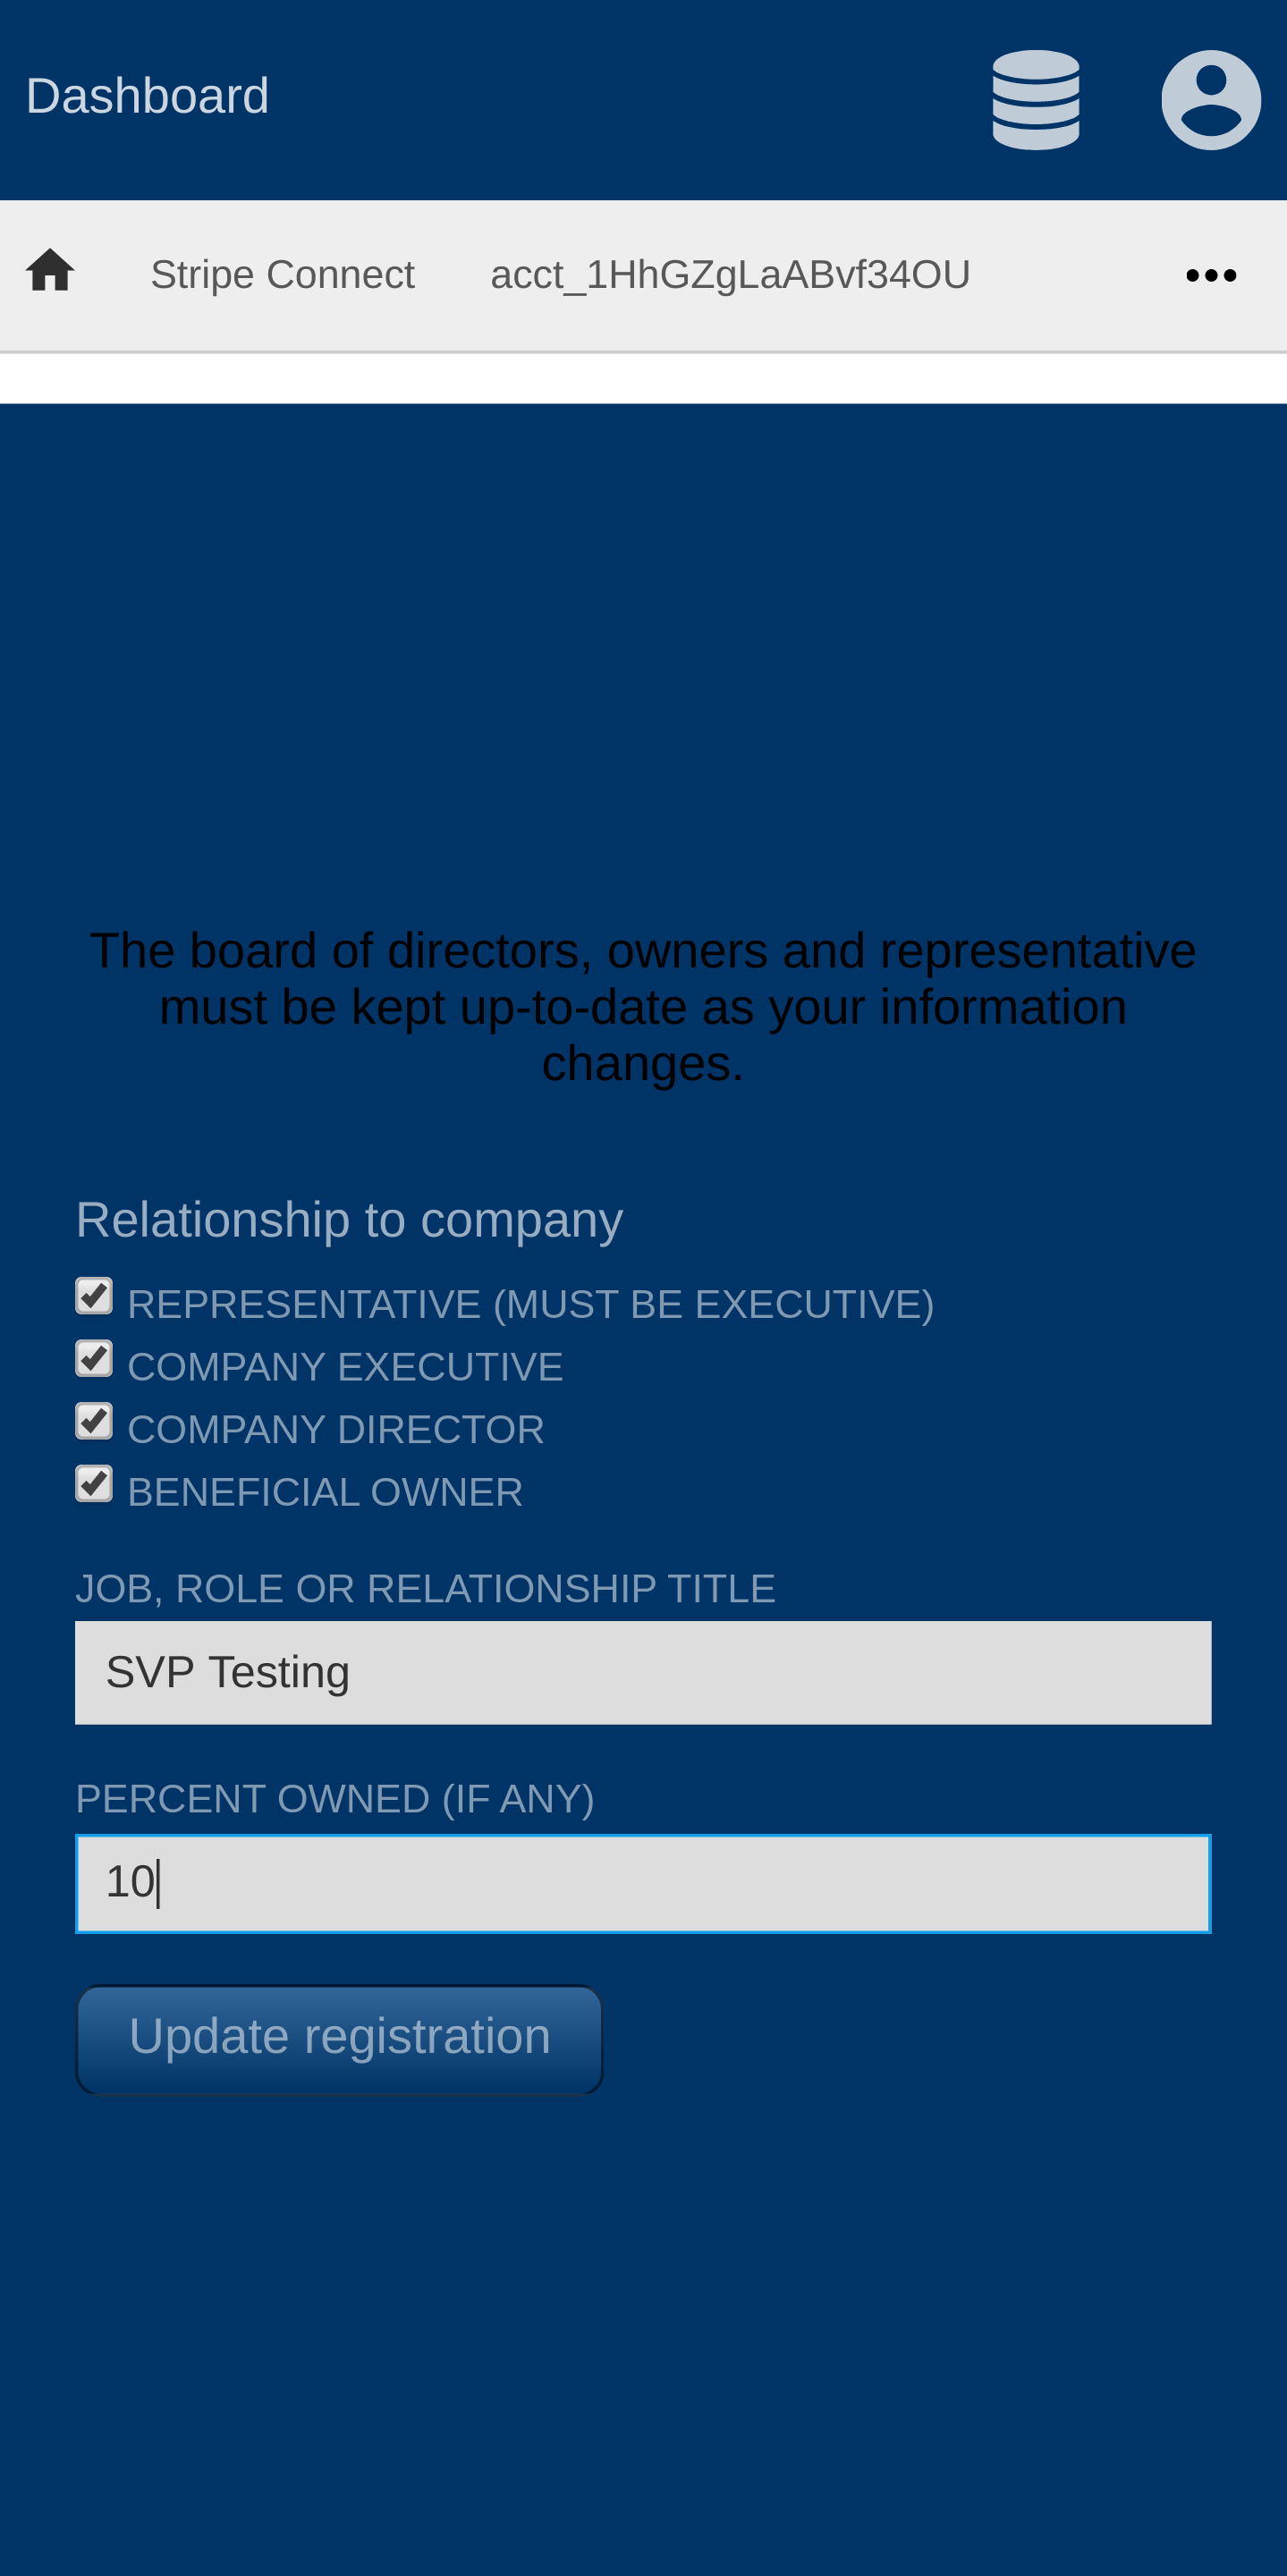 Dashboard
Stripe Connect acct_1HhGZgLaABvf34OU
The board of directors, owners and representative
must be kept up-to-date as your information
changes.
Relationship to company
REPRESENTATIVE (MUST BE EXECUTIVE)
COMPANY EXECUTIVE
COMPANY DIRECTOR
BENEFICIAL OWNER
JOB, ROLE OR RELATIONSHIP TITLE
SVP Testing
PERCENT OWNED (IF ANY)
10
Update registration